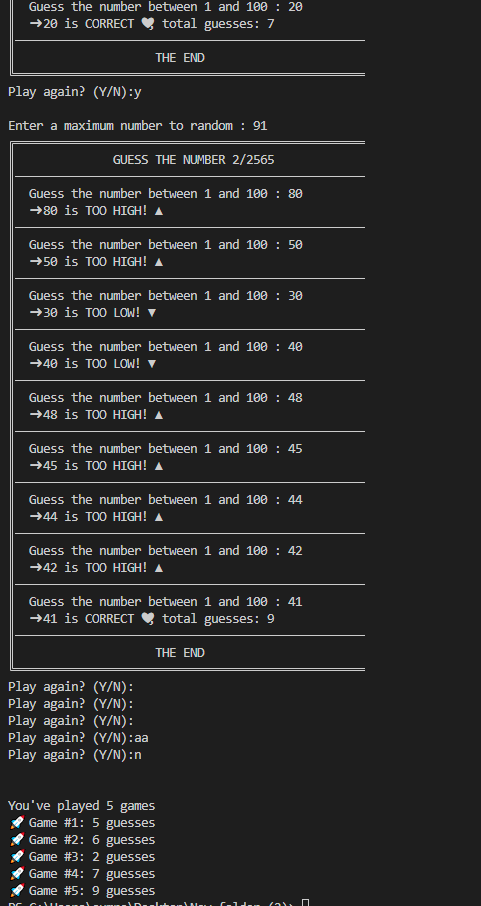 Guess the number between 1 and 100 : 20
➜20 is CORRECT 💘 total guesses: 7
THE END
Play again? (Y/N):y
Enter a maximum number to random : 91
GUESS THE NUMBER 2/2565
Guess the number between 1 and 100 : 80
➜80 is TOO HIGH! ▲
Guess the number between 1 and 100 : 50
➜50 is TOO HIGH! ▲
Guess the number between 1 and 100 : 30
➜30 is TOO LOW! ▼
Guess the number between 1 and 100 : 40
➜40 is TOO LOW! ▼
Guess the number between 1 and 100 : 48
➜48 is TOO HIGH! ▲
Guess the number between 1 and 100 : 45
➜45 is TOO HIGH! ▲
Guess the number between 1 and 100 : 44
➜44 is TOO HIGH! ▲
Guess the number between 1 and 100 : 42
➜42 is TOO HIGH! ▲
Guess the number between 1 and 100 : 41
➜41 is CORRECT 💘 total guesses: 9
THE END
Play again? (Y/N):
Play again? (Y/N):
Play again? (Y/N):
Play again? (Y/N):aa
Play again? (Y/N):n
You've played 5 games
🚀 Game #1: 5 guesses
🚀 Game #2: 6 guesses
🚀 Game #3: 2 guesses
🚀 Game #4: 7 guesses
🚀 Game #5: 9 guesses